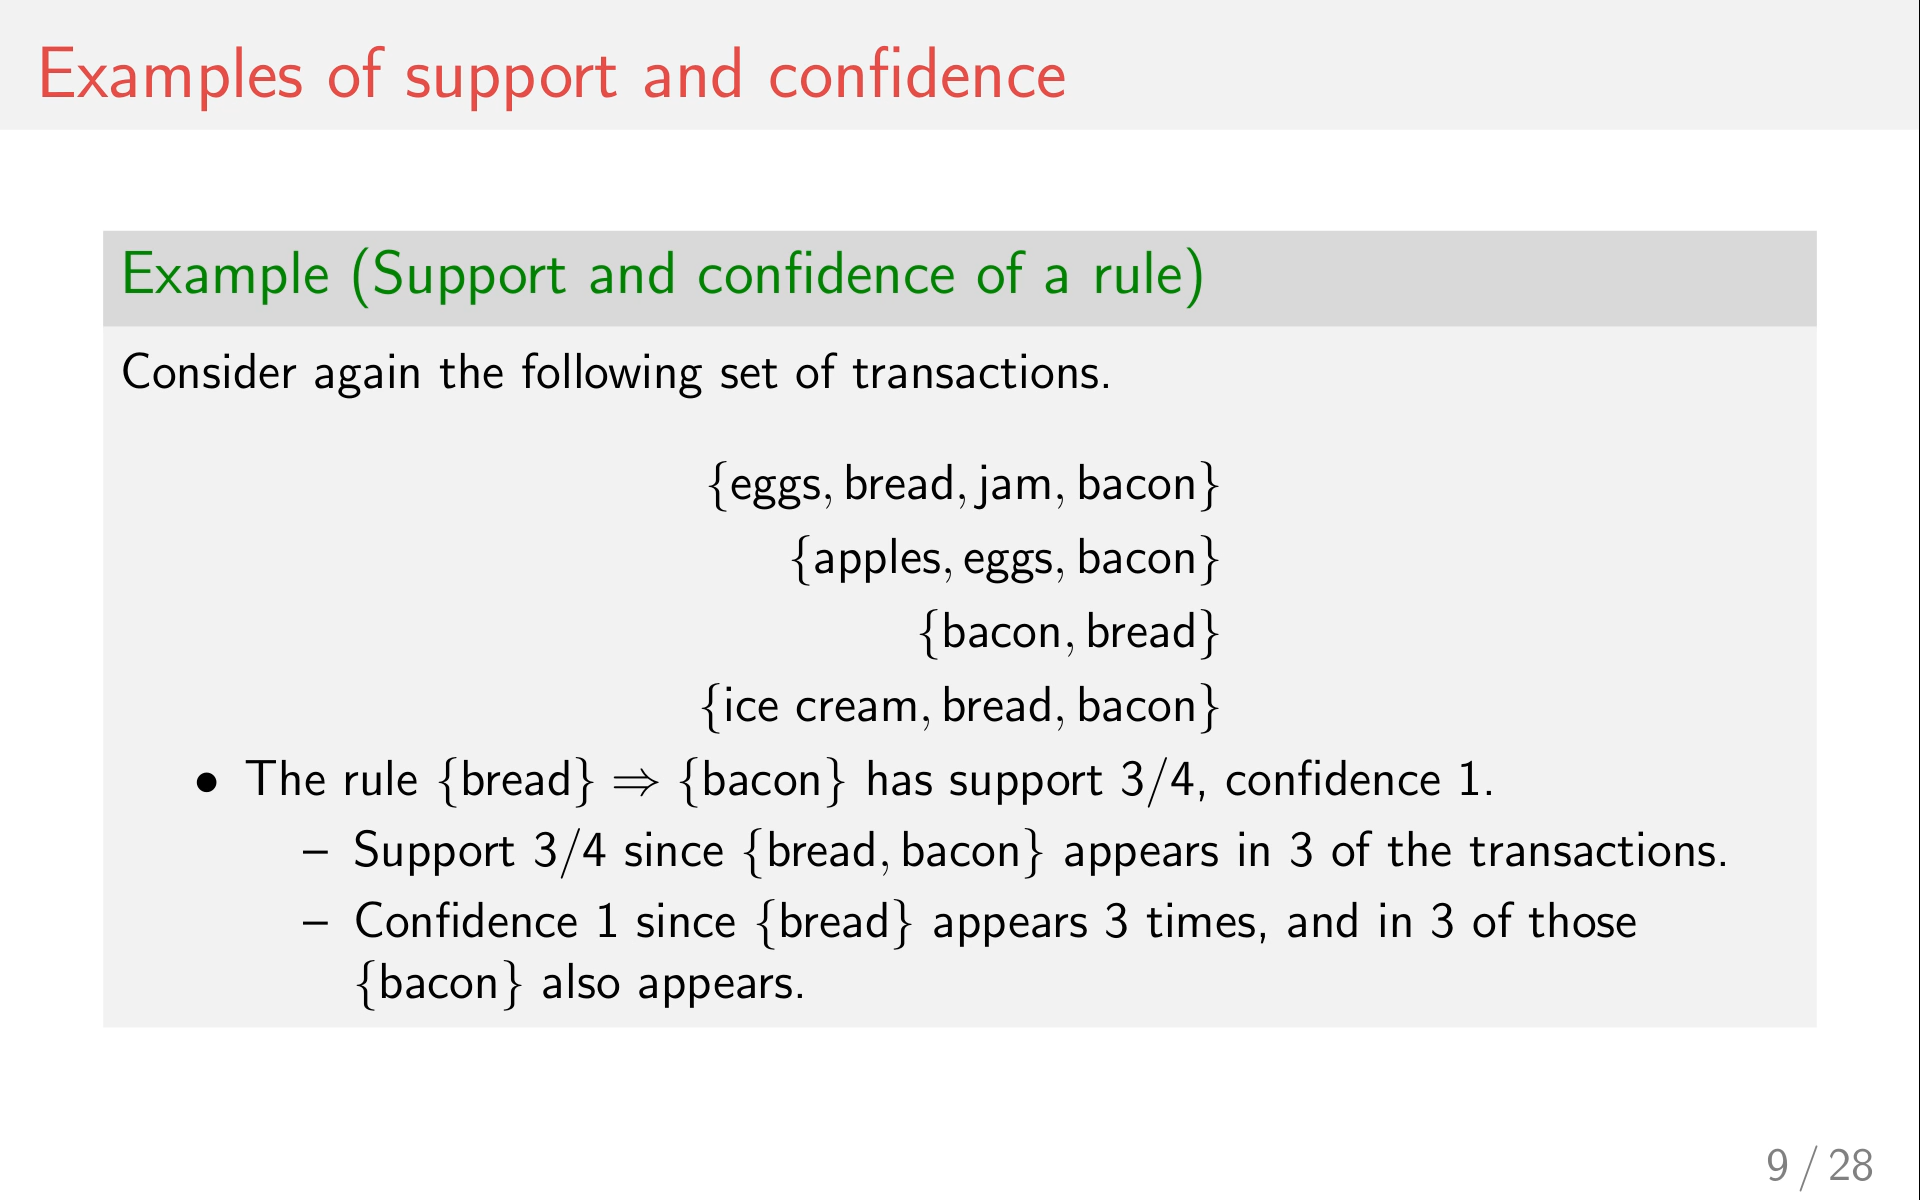 Examples of support and confidence
Example (Support and confidence of a rule)
Consider again the following set of transactions.
{eggs, bread, jam, bacon}
{apples, eggs, bacon}
{bacon, bread}
{ice cream, bread, bacon}
• The rule {bread} ⇒ {bacon} has support 3/4, confidence 1.
– Support 3/4 since {bread, bacon} appears in 3 of the transactions.
– Confidence 1 since {bread} appears 3 times, and in 3 of those
{bacon} also appears.
9 / 28